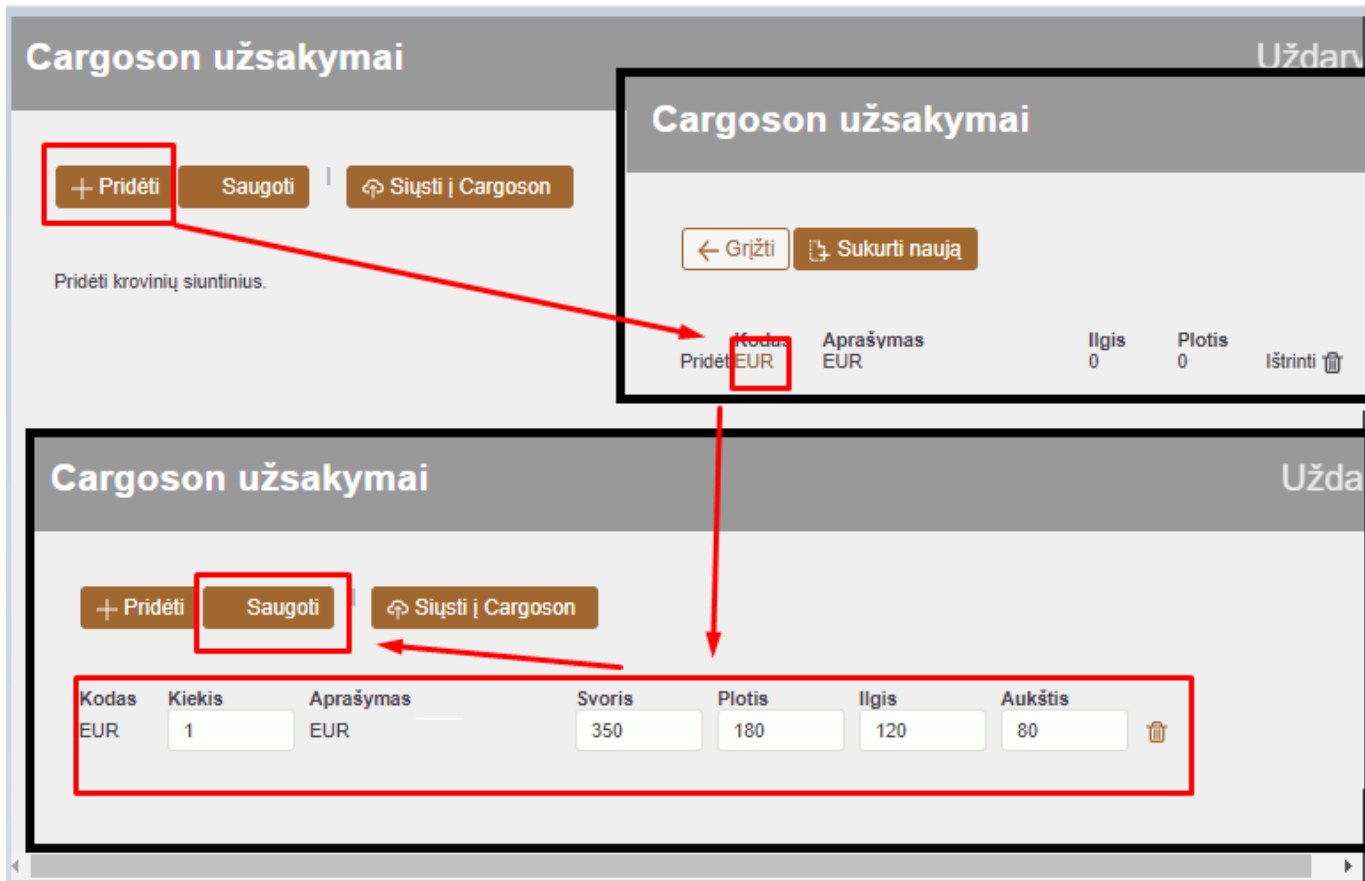 Cargoson užsakymai
Uždary
+ Pridėti Saugoti | Siųsti į Cargoson
Pridėti krovinių siuntinius.
Cargoson užsakymai
Grįžti Sukurti naują
Kodas Aprašymas Ilgis Plotis
Pridėt EUR EUR 0 0 Ištrinti
Cargoson užsakymai
Užda
+ Pridėti Saugoti Siųsti į Cargoson
Kodas Kiekis Aprašymas Svoris Plotis Ilgis Aukštis
EUR 1 EUR 350 180 120 80